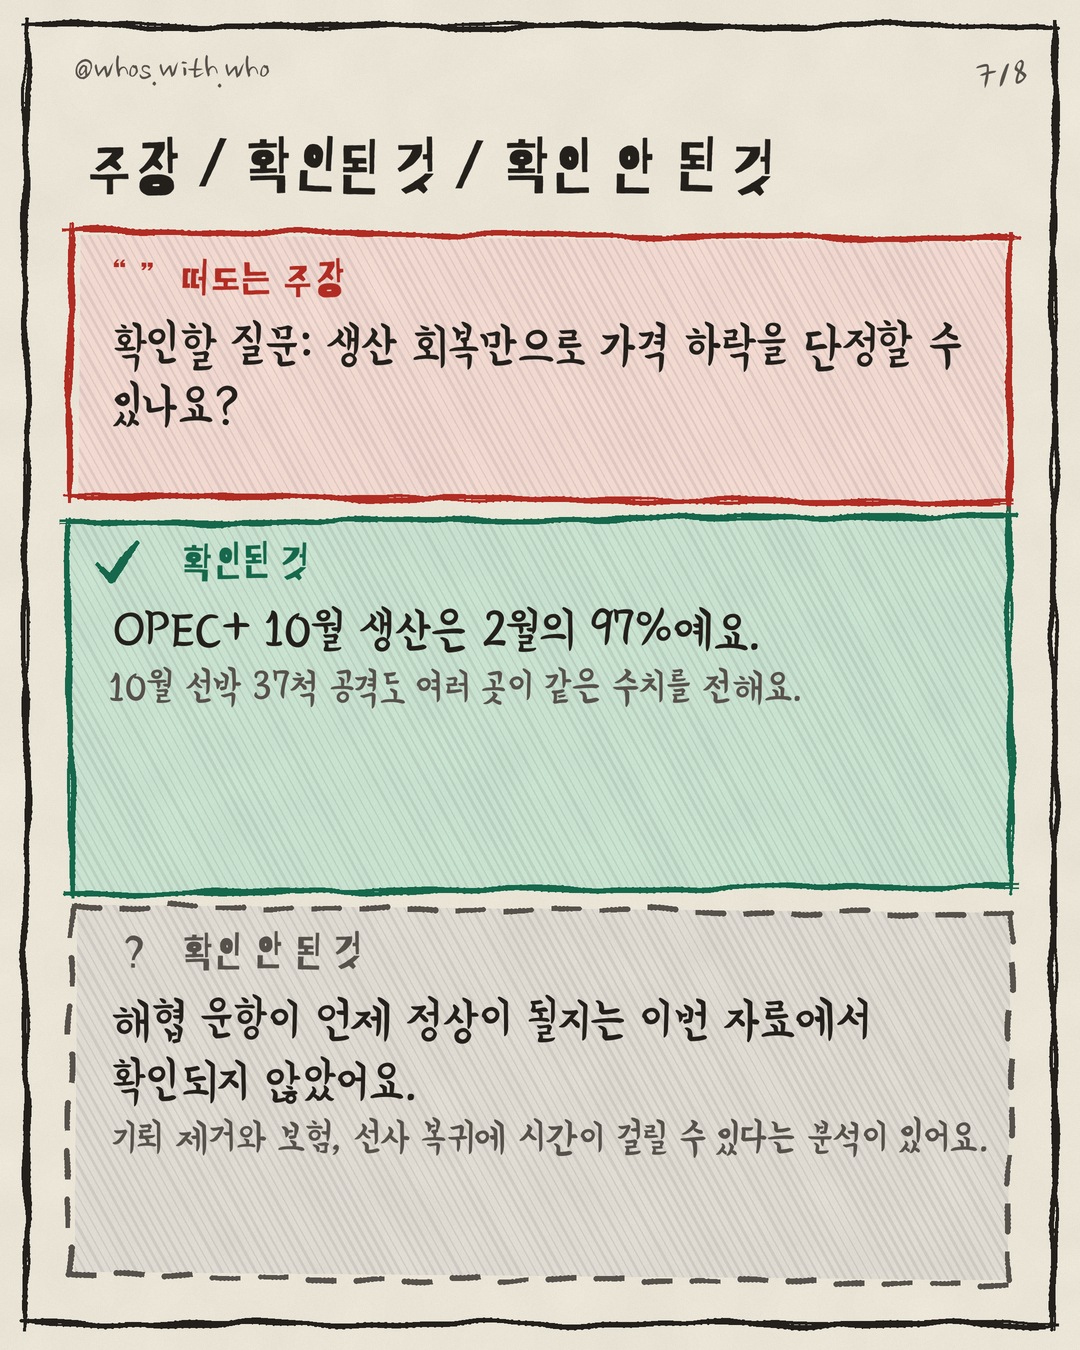 @whos.with.who
7/8
주장 / 확인된 것 / 확인 안 된 것
“ ” 떠도는 주장
확인할 질문: 생산 회복만으로 가격 하락을 단정할 수
있나요?
✓ 확인된 것
OPEC+ 10월 생산은 2월의 97%예요.
10월 선박 37척 공격도 여러 곳이 같은 수치를 전해요.
? 확인 안 된 것
해협 운항이 언제 정상이 될지는 이번 자료에서
확인되지 않았어요.
기뢰 제거와 보험, 선사 복귀에 시간이 걸릴 수 있다는 분석이 있어요.